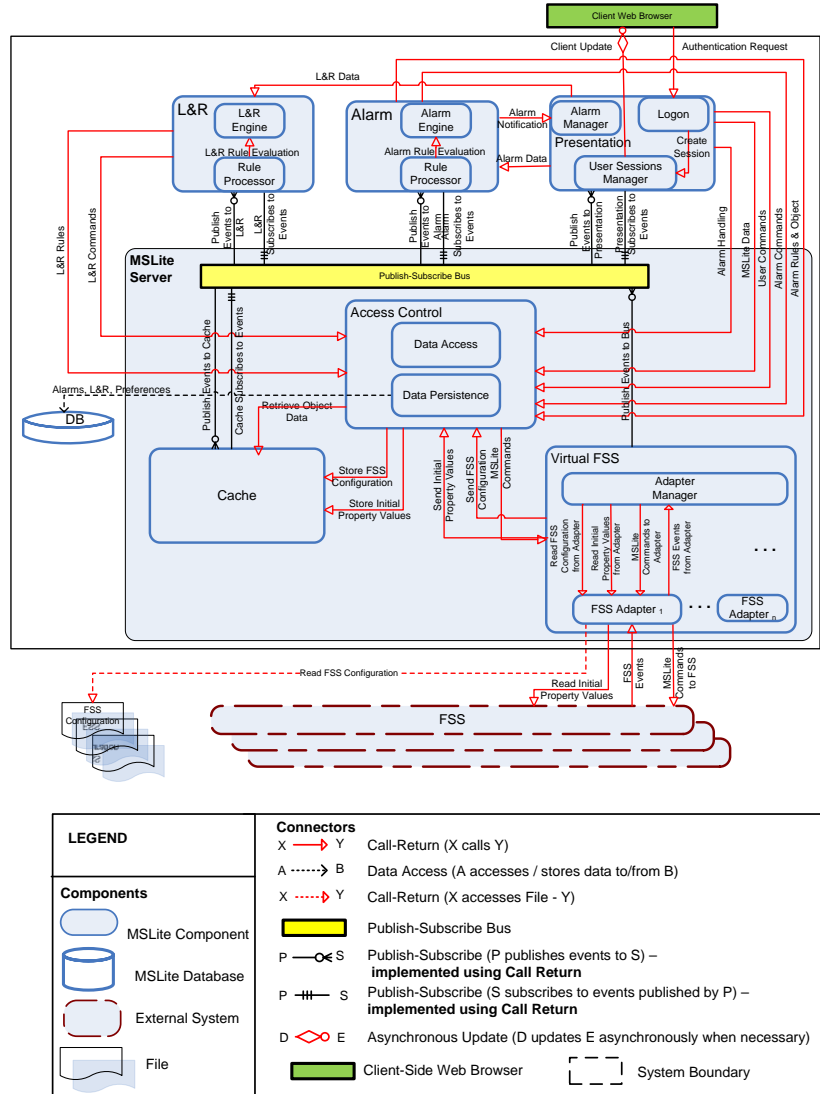 Client Web Browser
Client Update
Authentication Request
L&R Data
L&R
L&R
Engine
L&R Rule Evaluation
Rule
Processor
Alarm
Alarm
Engine
Alarm Rule Evaluation
Rule
Processor
Alarm
Notification
Alarm Data
Alarm
Manager
Presentation
Logon
Create
Session
User Sessions
Manager
Publish
Events to
L&R
L&R
Subscribes to
Events
Publish
Events to
Alarm
Alarm
Subscribes to
Events
Publish
Events to
Presentation
Presentation
Subscribes to
Events
L&R Rules
L&R Commands
Alarm Handling
MSLite Data
User Commands
Alarm Commands
Alarm Rules & Object
MSLite
Server
Publish-Subscribe Bus
Publish Events to Cache
Cache Subscribes to Events
Publish Events to Bus
Access Control
Data Access
Data Persistence
Alarms, L&R, Preferences
DB
Retrieve Object
Data
Cache
Store FSS
Configuration
Store Initial
Property Values
Send Initial
Property Values
Send FSS
Configuration
MSLite
Commands
Virtual FSS
Adapter
Manager
Read FSS
Configuration
from Adapter
Read Initial
Property Values
from Adapter
MSLite
Commands to
Adapter
FSS Events
from Adapter
. . .
FSS Adapter 1
. . .
FSS
Adapter n
Read FSS Configuration
Read Initial
Property Values
FSS
Events
MSLite
Commands
to FSS
FSS
Configuration
FSS
LEGEND
Components
MSLite Component
MSLite Database
External System
File
Connectors
X Y Call-Return (X calls Y)
A B Data Access (A accesses / stores data to/from B)
X Y Call-Return (X accesses File - Y)
Publish-Subscribe Bus
P S Publish-Subscribe (P publishes events to S) –
implemented using Call Return
P S Publish-Subscribe (S subscribes to events published by P) –
implemented using Call Return
D E Asynchronous Update (D updates E asynchronously when necessary)
Client-Side Web Browser
System Boundary